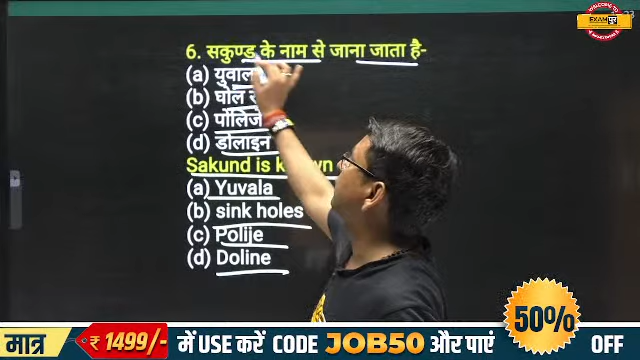 6. सकुण्ड के नाम से जाना जाता है-
(a) युवाल
(b) घोल
(c) पोलिज
(d) डोलाइन
Sakund is
(a) Yuvala
(b) sink holes
(c) Polije
(d) Doline
मात्र ₹ 1499/- में USE करें CODE JOB50 और पाएं 50% OFF